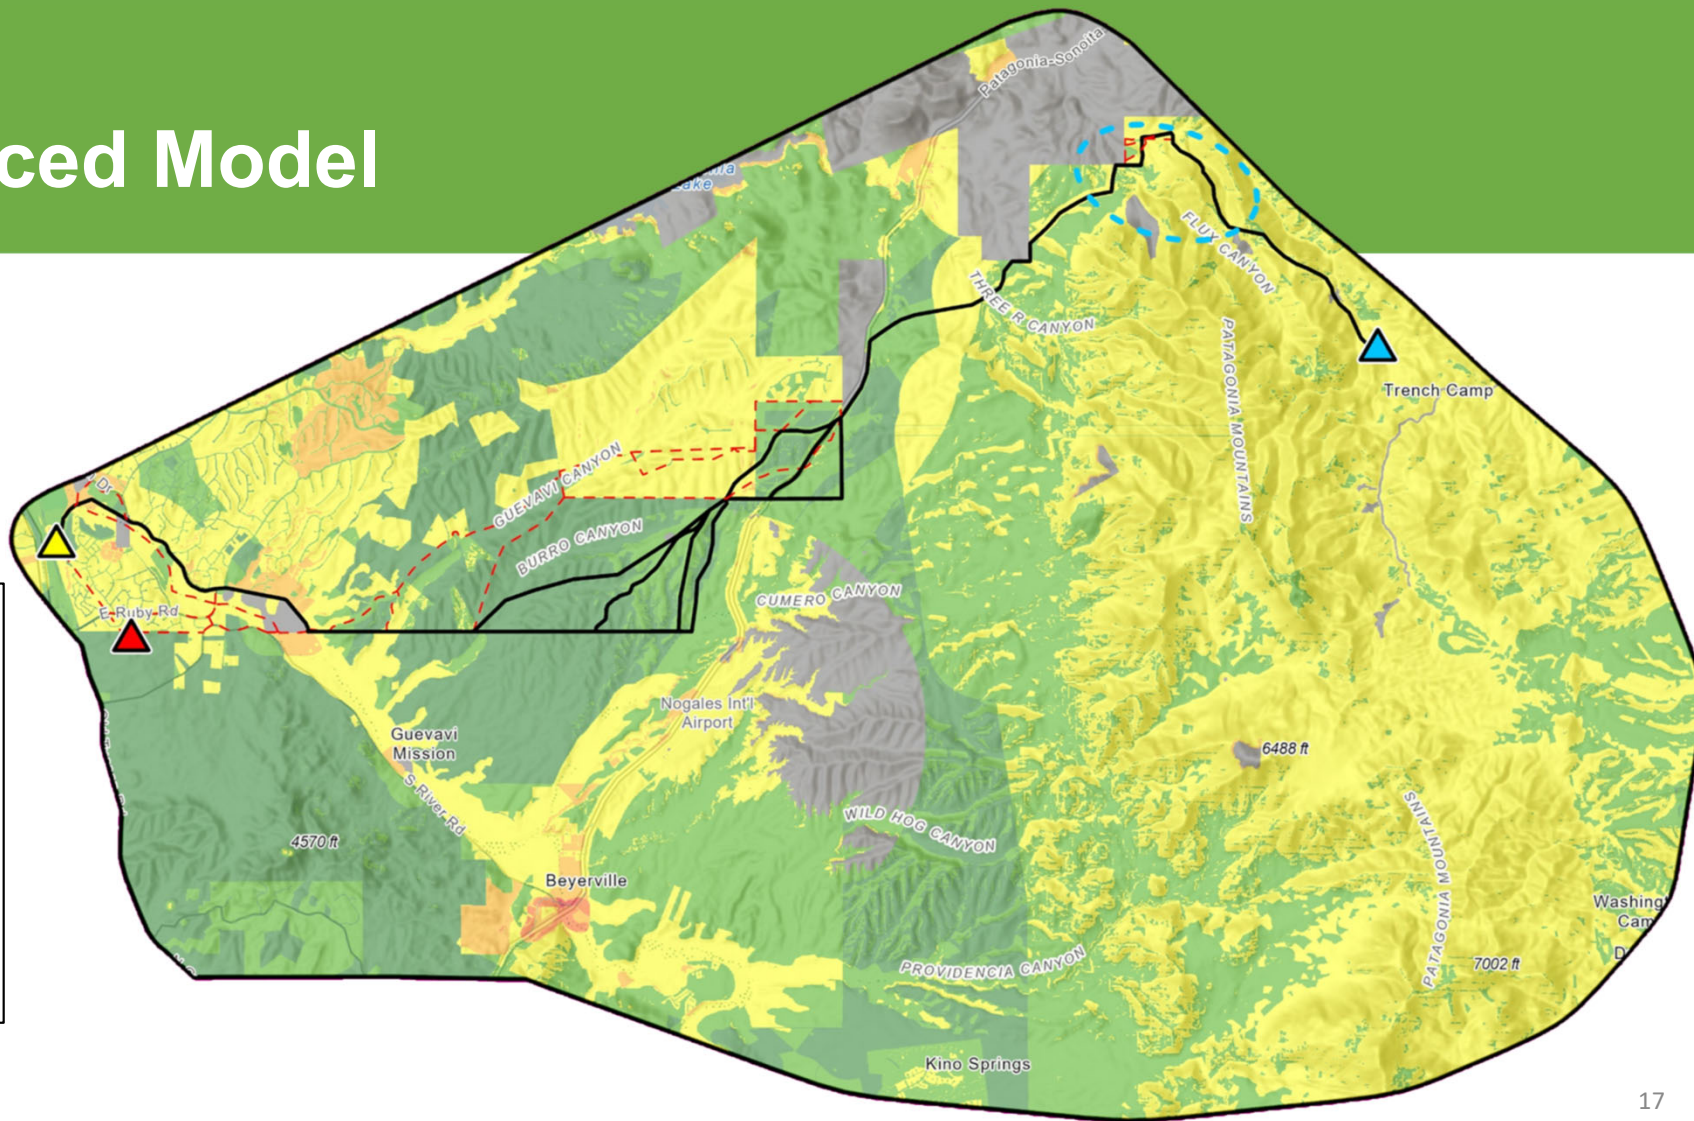 ced Model
Patagonia-Sonoita
Lake
FLUX CANYON
THREE R CANYON
PATAGONIA MOUNTAINS
Trench Camp
GUEVAVI CANYON
Dr
BURRO CANYON
E Ruby Rd
CUMERO CANYON
Nogales Int'l
Airport
Guevavi
Mission
6488 ft
S River Rd
WILD HOG CANYON
4570 ft
PATAGONIA MOUNTAINS
Beyerville
Washing
Cam
D
PROVIDENCIA CANYON
7002 ft
Kino Springs
17